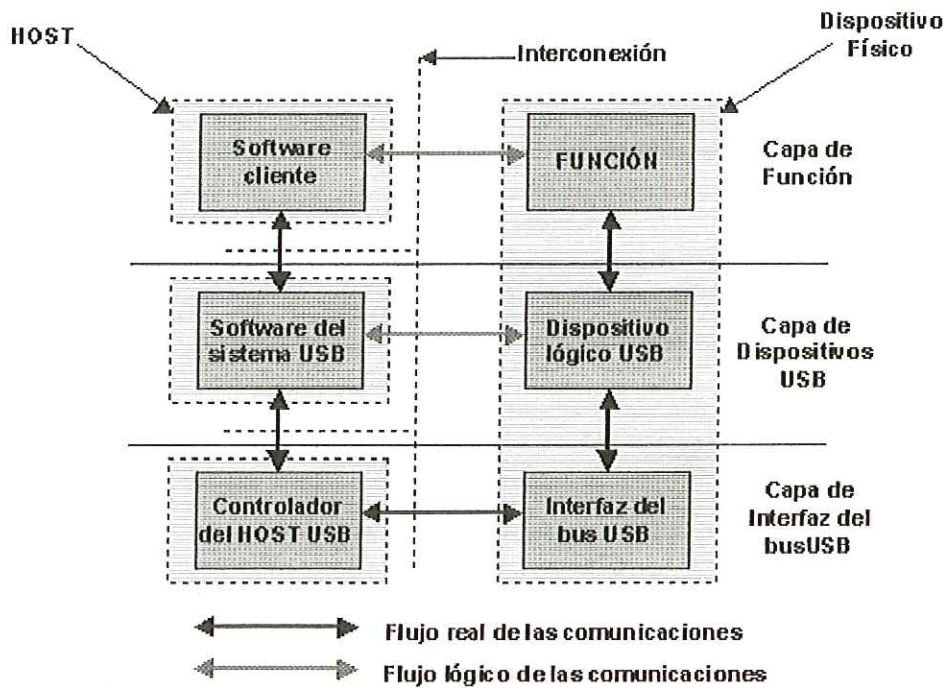 HOST
Interconexión
Dispositivo
Físico
Software
cliente
FUNCIÓN
Capa de
Función
Software del
sistema USB
Dispositivo
lógico USB
Capa de
Dispositivos
USB
Controlador
del HOST USB
Interfaz del
bus USB
Capa de
Interfaz del
busUSB
Flujo real de las comunicaciones
Flujo lógico de las comunicaciones